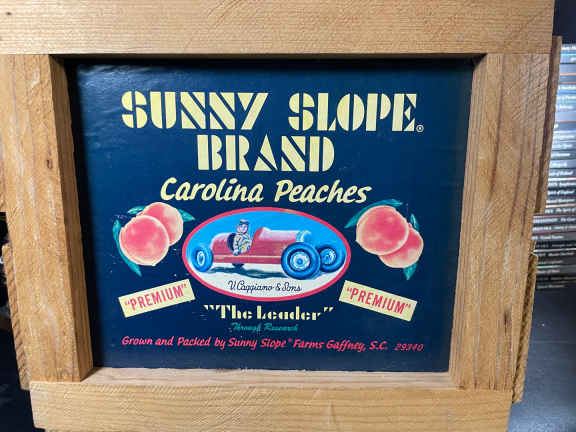 SUNNY SLOPE®
BRAND
Carolina Peaches
V. Caggiano & Sons
"PREMIUM"
"PREMIUM"
"The Leader"
Through Research
Grown and Packed by Sunny Slope® Farms Gaffney, S.C. 29340